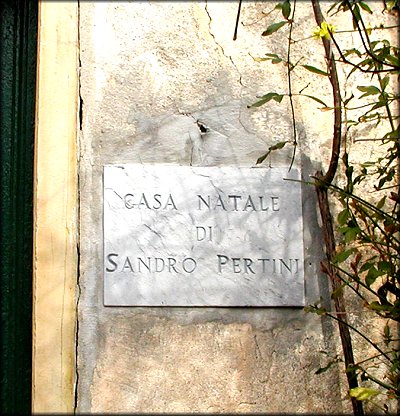 CASA NATALE
DI
SANDRO PERTINI